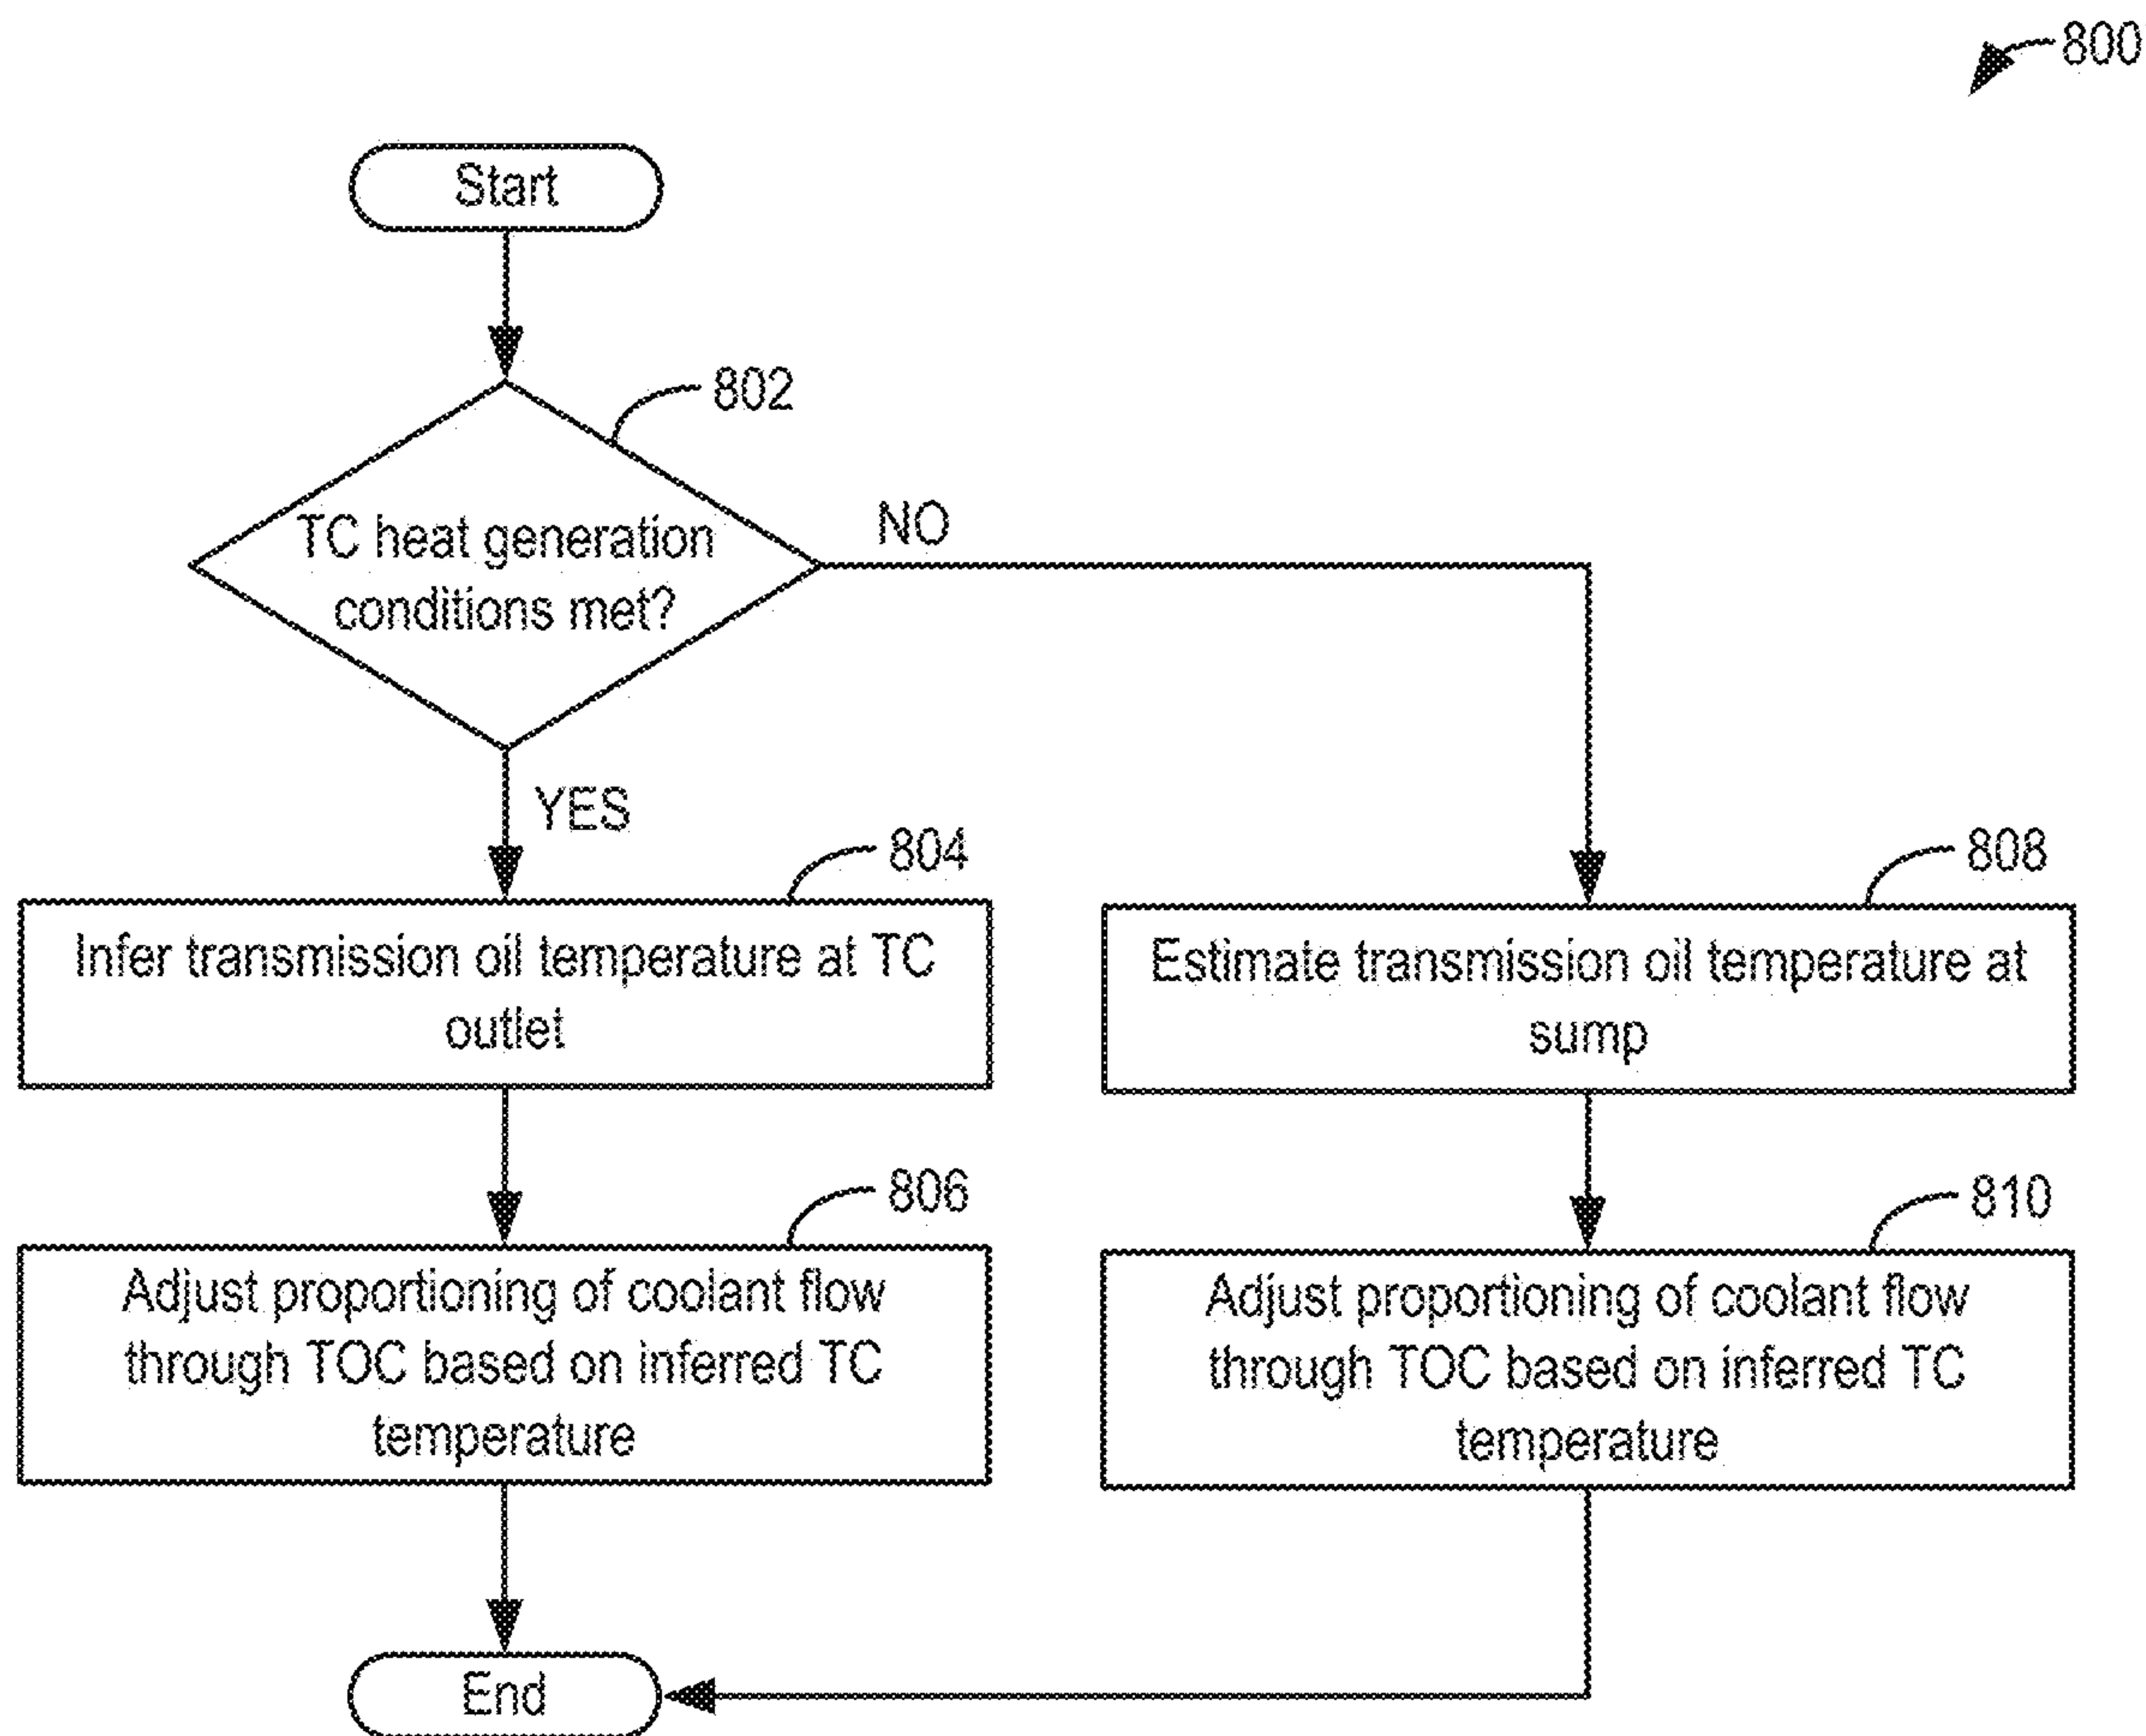 800
Start
802
TC heat generation
conditions met?
NO
YES
804
Infer transmission oil temperature at TC
outlet
808
Estimate transmission oil temperature at
sump
806
Adjust proportioning of coolant flow
through TOC based on inferred TC
temperature
810
Adjust proportioning of coolant flow
through TOC based on inferred TC
temperature
End